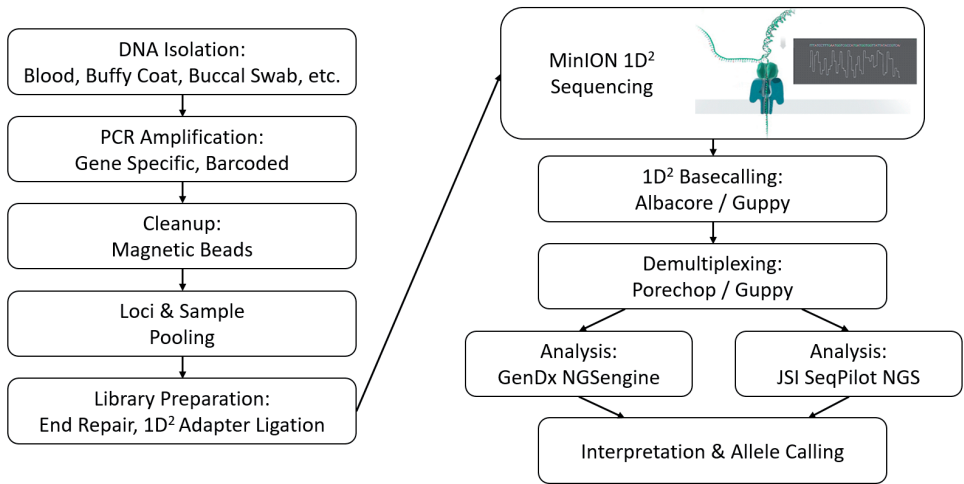 DNA Isolation:
Blood, Buffy Coat, Buccal Swab, etc.
PCR Amplification:
Gene Specific, Barcoded
Cleanup:
Magnetic Beads
Loci & Sample
Pooling
Library Preparation:
End Repair, 1D² Adapter Ligation
MinION 1D²
Sequencing
1D² Basecalling:
Albacore / Guppy
Demultiplexing:
Porechop / Guppy
Analysis:
GenDx NGSengine
Analysis:
JSI SeqPilot NGS
Interpretation & Allele Calling